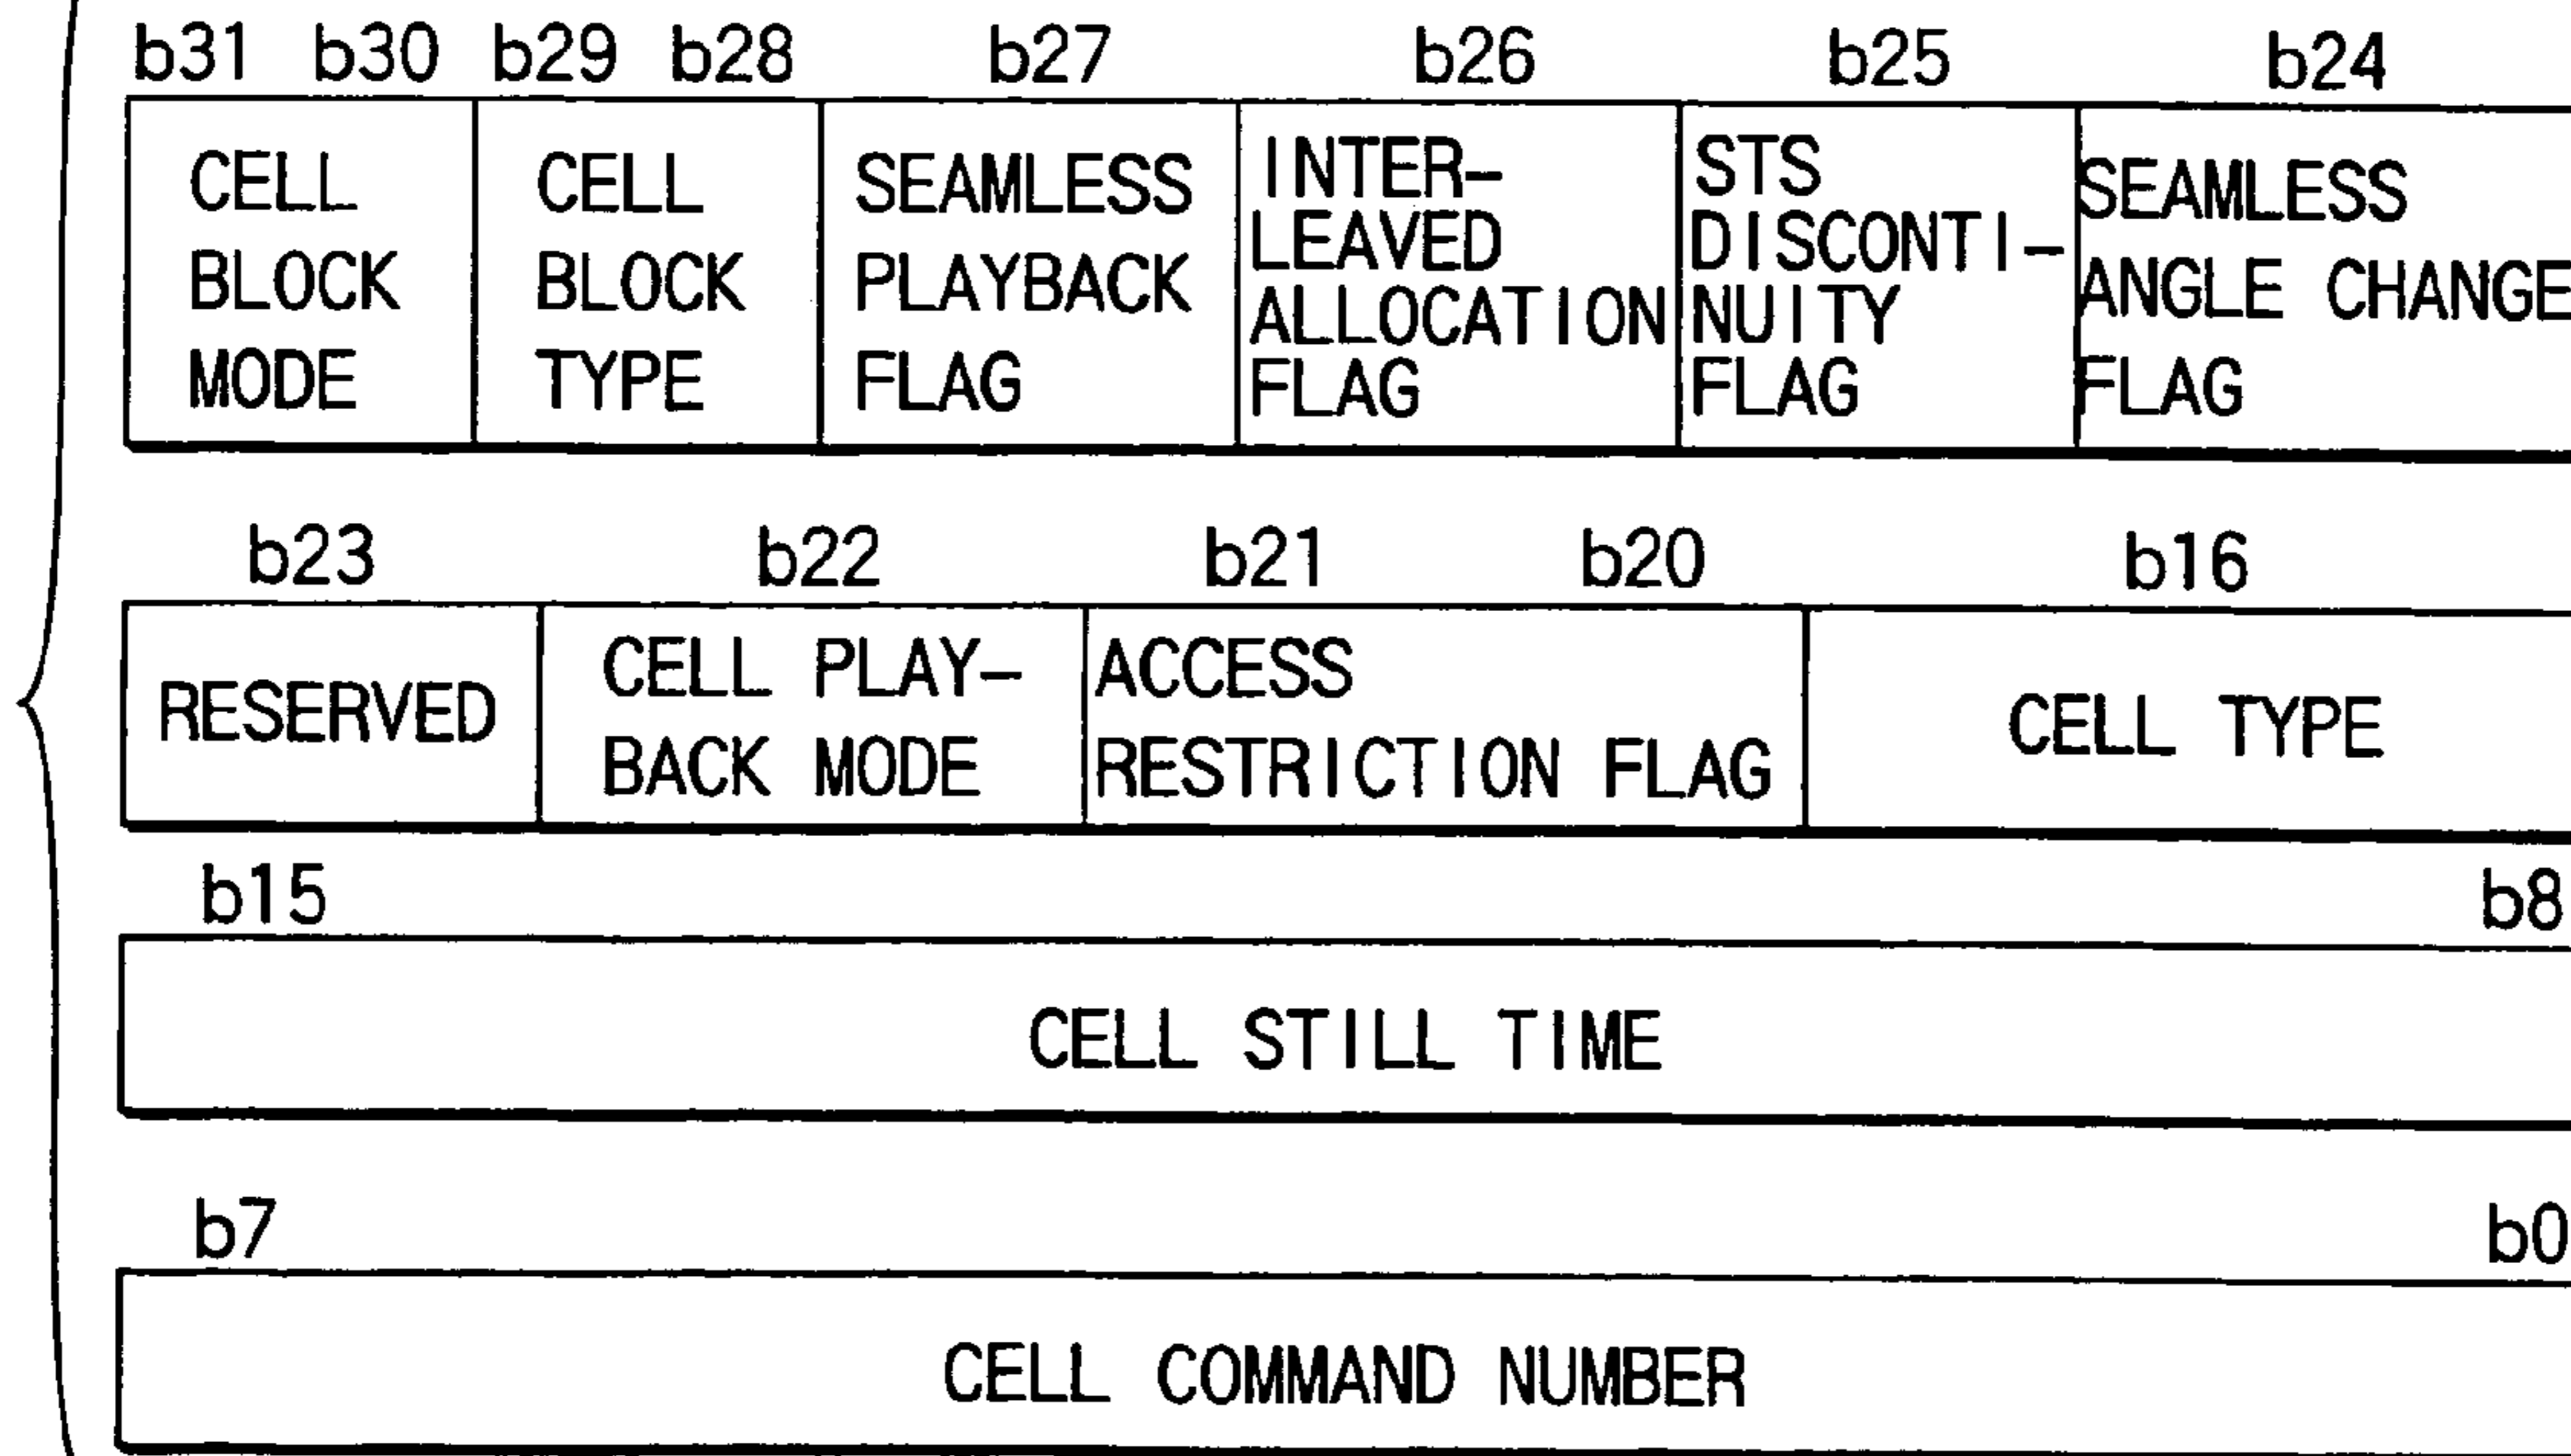 b31 b30 b29 b28 b27 b26 b25 b24
CELL
BLOCK
MODE
CELL
BLOCK
TYPE
SEAMLESS
PLAYBACK
FLAG
INTER-
LEAVED
ALLOCATION
FLAG
STS
DISCONTI-
NUITY
FLAG
SEAMLESS
ANGLE CHANGE
FLAG
b23 b22 b21 b20 b16
RESERVED
CELL PLAY-
BACK MODE
ACCESS
RESTRICTION FLAG
CELL TYPE
b15 b8
CELL STILL TIME
b7 b0
CELL COMMAND NUMBER